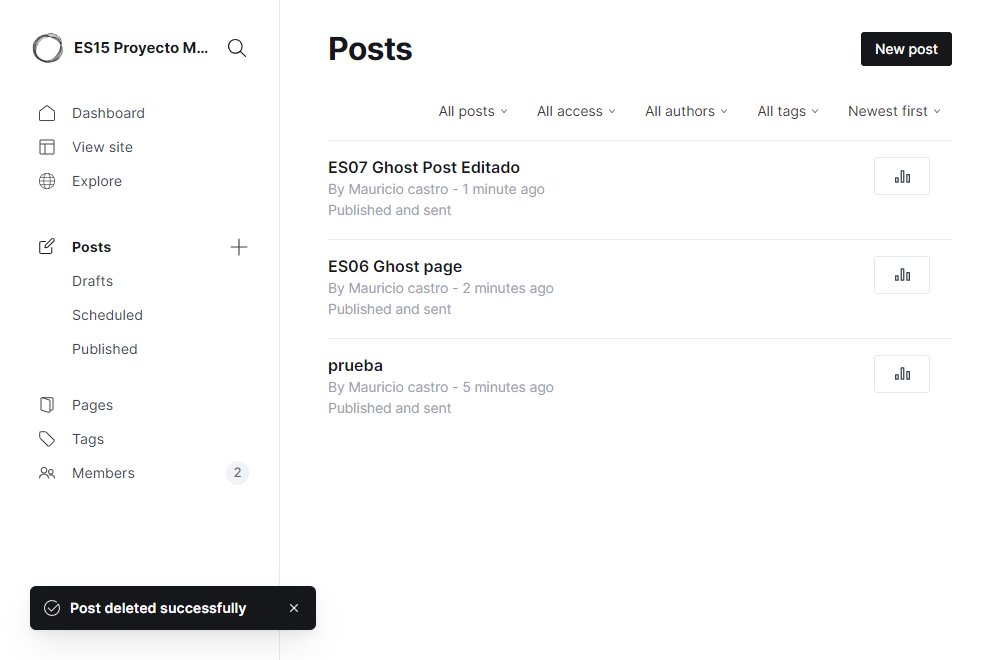 ES15 Proyecto M...
Dashboard
View site
Explore
Posts
Drafts
Scheduled
Published
Pages
Tags
Members 2
Posts
New post
All posts All access All authors All tags Newest first
ES07 Ghost Post Editado
By Mauricio castro - 1 minute ago
Published and sent
ES06 Ghost page
By Mauricio castro - 2 minutes ago
Published and sent
prueba
By Mauricio castro - 5 minutes ago
Published and sent
Post deleted successfully